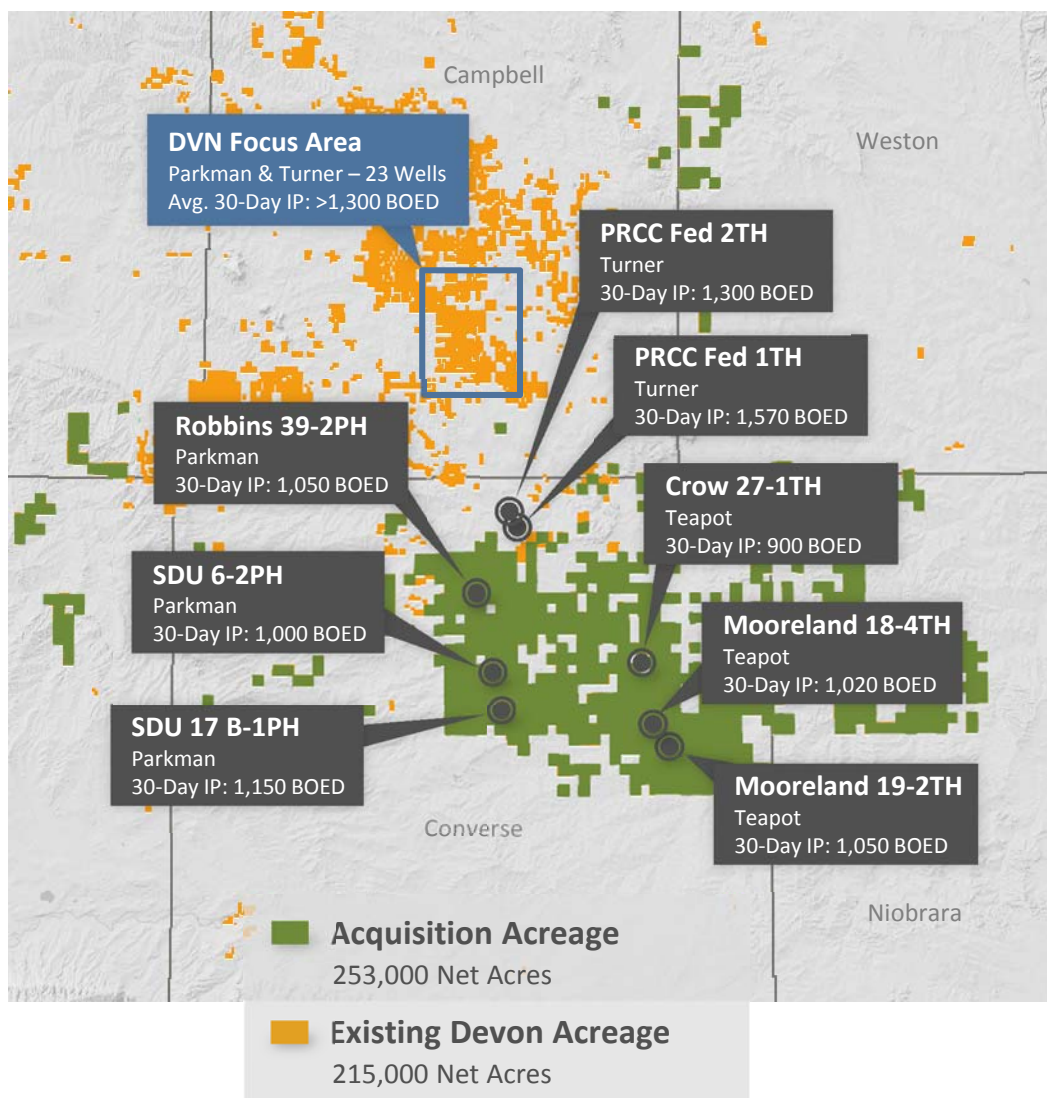 Campbell
Weston
DVN Focus Area
Parkman & Turner – 23 Wells
Avg. 30-Day IP: >1,300 BOED
PRCC Fed 2TH
Turner
30-Day IP: 1,300 BOED
PRCC Fed 1TH
Turner
30-Day IP: 1,570 BOED
Robbins 39-2PH
Parkman
30-Day IP: 1,050 BOED
Crow 27-1TH
Teapot
30-Day IP: 900 BOED
SDU 6-2PH
Parkman
30-Day IP: 1,000 BOED
Mooreland 18-4TH
Teapot
30-Day IP: 1,020 BOED
SDU 17 B-1PH
Parkman
30-Day IP: 1,150 BOED
Mooreland 19-2TH
Teapot
30-Day IP: 1,050 BOED
Converse
Niobrara
Acquisition Acreage
253,000 Net Acres
Existing Devon Acreage
215,000 Net Acres